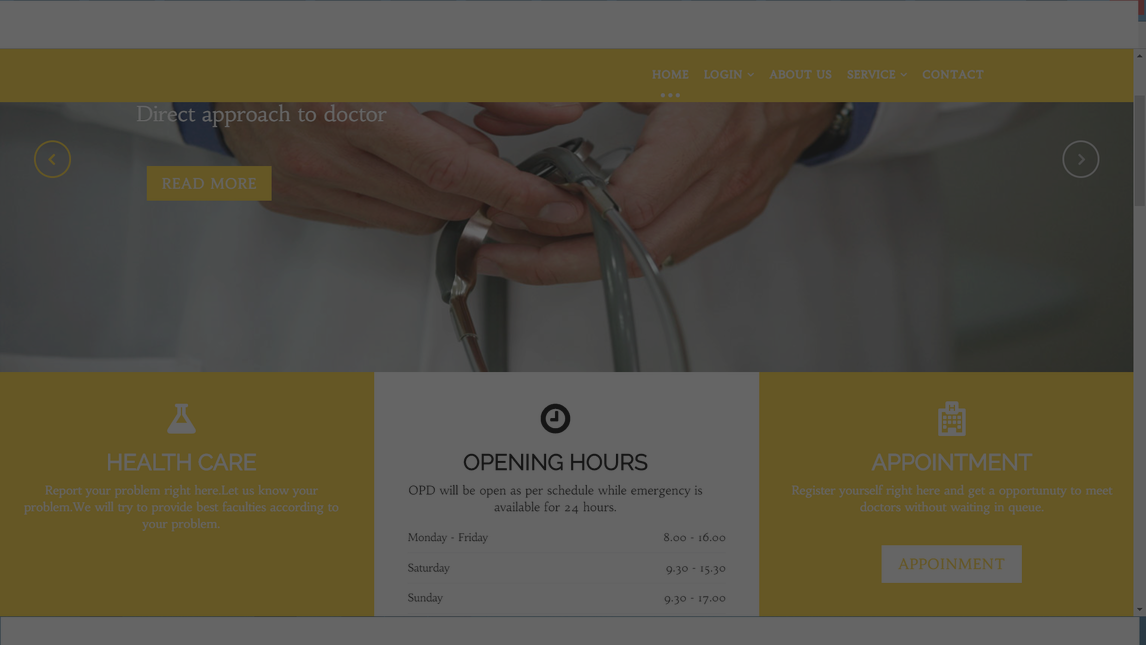 HOME LOGIN ABOUT US SERVICE CONTACT
Direct approach to doctor
READ MORE
HEALTH CARE
Report your problem right here.Let us know your
problem.We will try to provide best faculties according to
your problem.
OPENING HOURS
OPD will be open as per schedule while emergency is
available for 24 hours.
Monday - Friday 8.00 - 16.00
Saturday 9.30 - 15.30
Sunday 9.30 - 17.00
APPOINTMENT
Register yourself right here and get a opportunity to meet
doctors without waiting in queue.
APPOINMENT